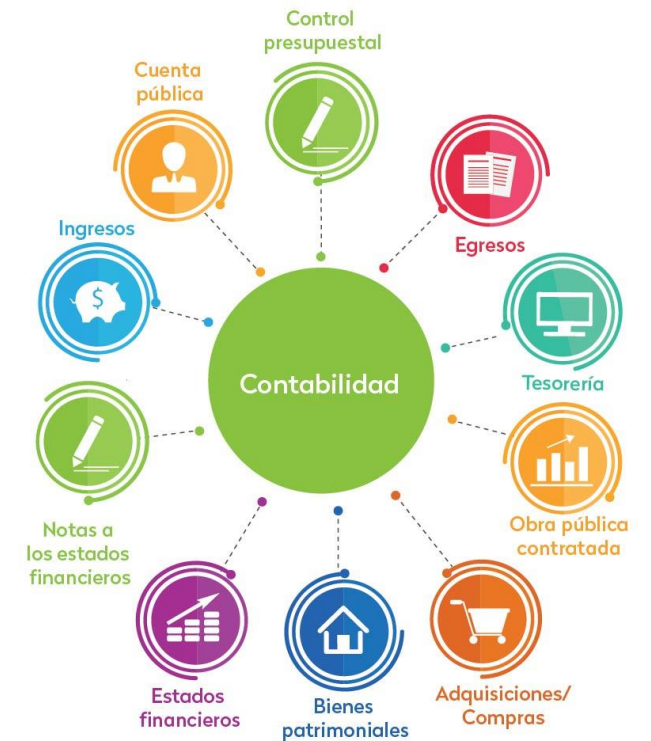 Control
presupuestal
Cuenta
pública
Egresos
Ingresos
Tesorería
Contabilidad
$
Notas a
los estados
financieros
Obra pública
contratada
Estados
financieros
Bienes
patrimoniales
Adquisiciones/
Compras